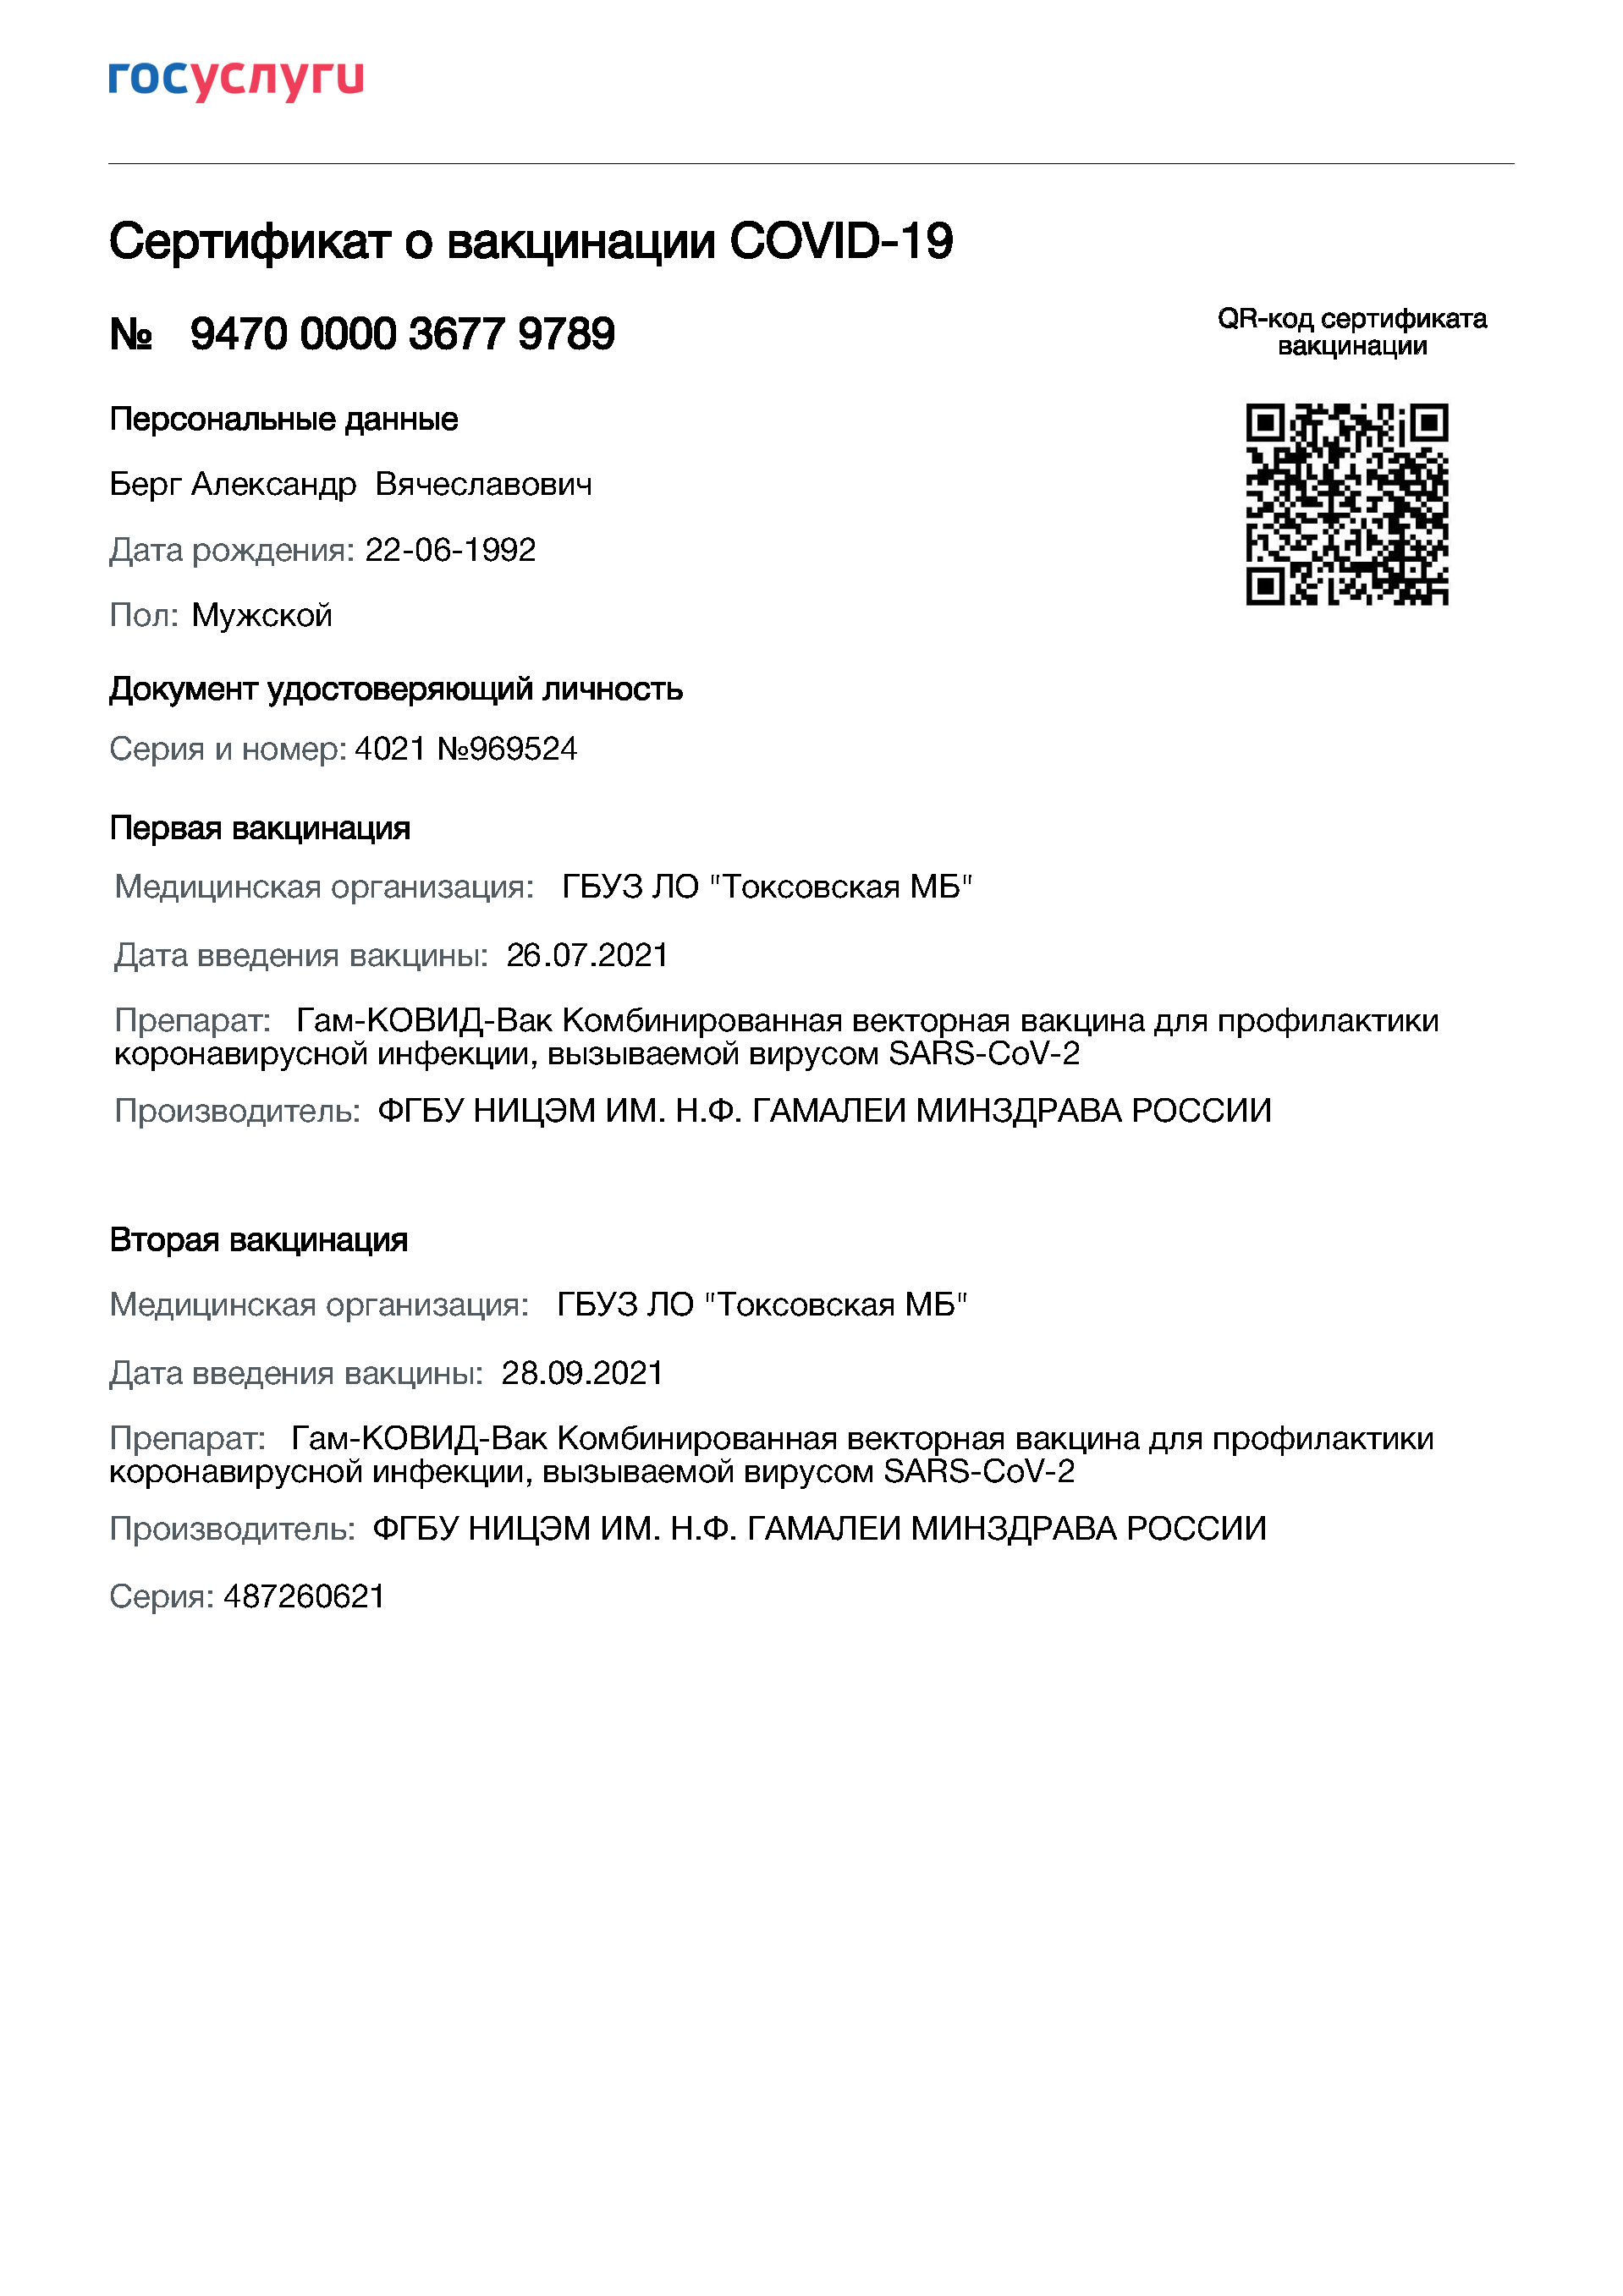 госуслуги
Сертификат о вакцинации COVID-19
№ 9470 0000 3677 9789
QR-код сертификата
вакцинации
Персональные данные
Берг Александр Вячеславович
Дата рождения: 22-06-1992
Пол: Мужской
Документ удостоверяющий личность
Серия и номер: 4021 №969524
Первая вакцинация
Медицинская организация: ГБУЗ ЛО "Токсовская МБ"
Дата введения вакцины: 26.07.2021
Препарат: Гам-КОВИД-Вак Комбинированная векторная вакцина для профилактики
коронавирусной инфекции, вызываемой вирусом SARS-CoV-2
Производитель: ФГБУ НИЦЭМ ИМ. Н.Ф. ГАМАЛЕИ МИНЗДРАВА РОССИИ
Вторая вакцинация
Медицинская организация: ГБУЗ ЛО "Токсовская МБ"
Дата введения вакцины: 28.09.2021
Препарат: Гам-КОВИД-Вак Комбинированная векторная вакцина для профилактики
коронавирусной инфекции, вызываемой вирусом SARS-CoV-2
Производитель: ФГБУ НИЦЭМ ИМ. Н.Ф. ГАМАЛЕИ МИНЗДРАВА РОССИИ
Серия: 487260621